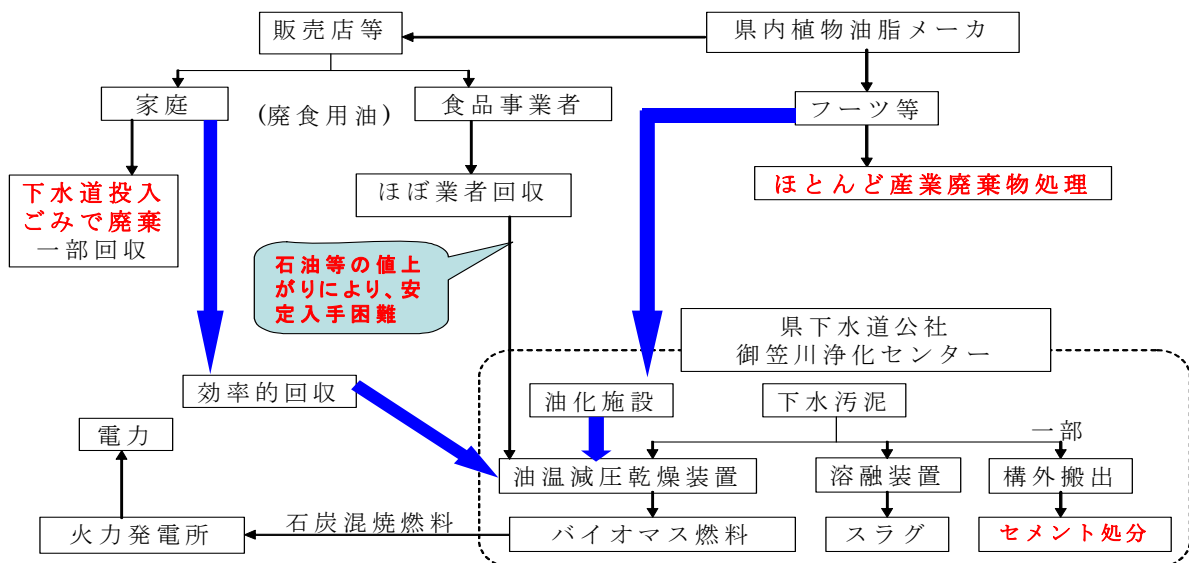 販売店等
県内植物油脂メーカ
家庭
(廃食用油)
食品事業者
フーツ等
下水道投入
ごみで廃棄
一部回収
ほぼ業者回収
ほとんど産業廃棄物処理
石油等の値上
がりにより、安
定入手困難
県下水道公社
御笠川浄化センター
効率的回収
油化施設
下水汚泥
電力
一部
油温減圧乾燥装置
溶融装置
構外搬出
火力発電所
石炭混焼燃料
バイオマス燃料
スラグ
セメント処分